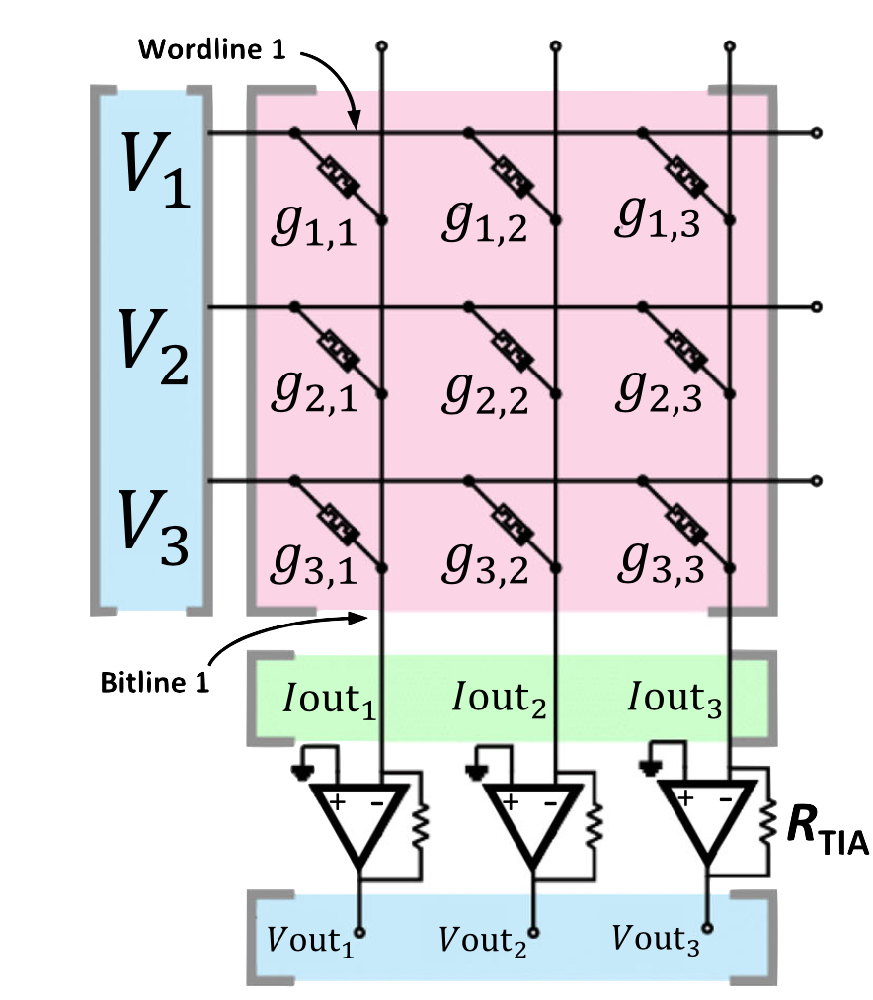 Wordline 1
V₁
g₁,₁ g₁,₂ g₁,₃
V₂
g₂,₁ g₂,₂ g₂,₃
V₃
g₃,₁ g₃,₂ g₃,₃
Bitline 1
Iout₁ Iout₂ Iout₃
+ - + - + -
R_TIA
Vout₁ Vout₂ Vout₃